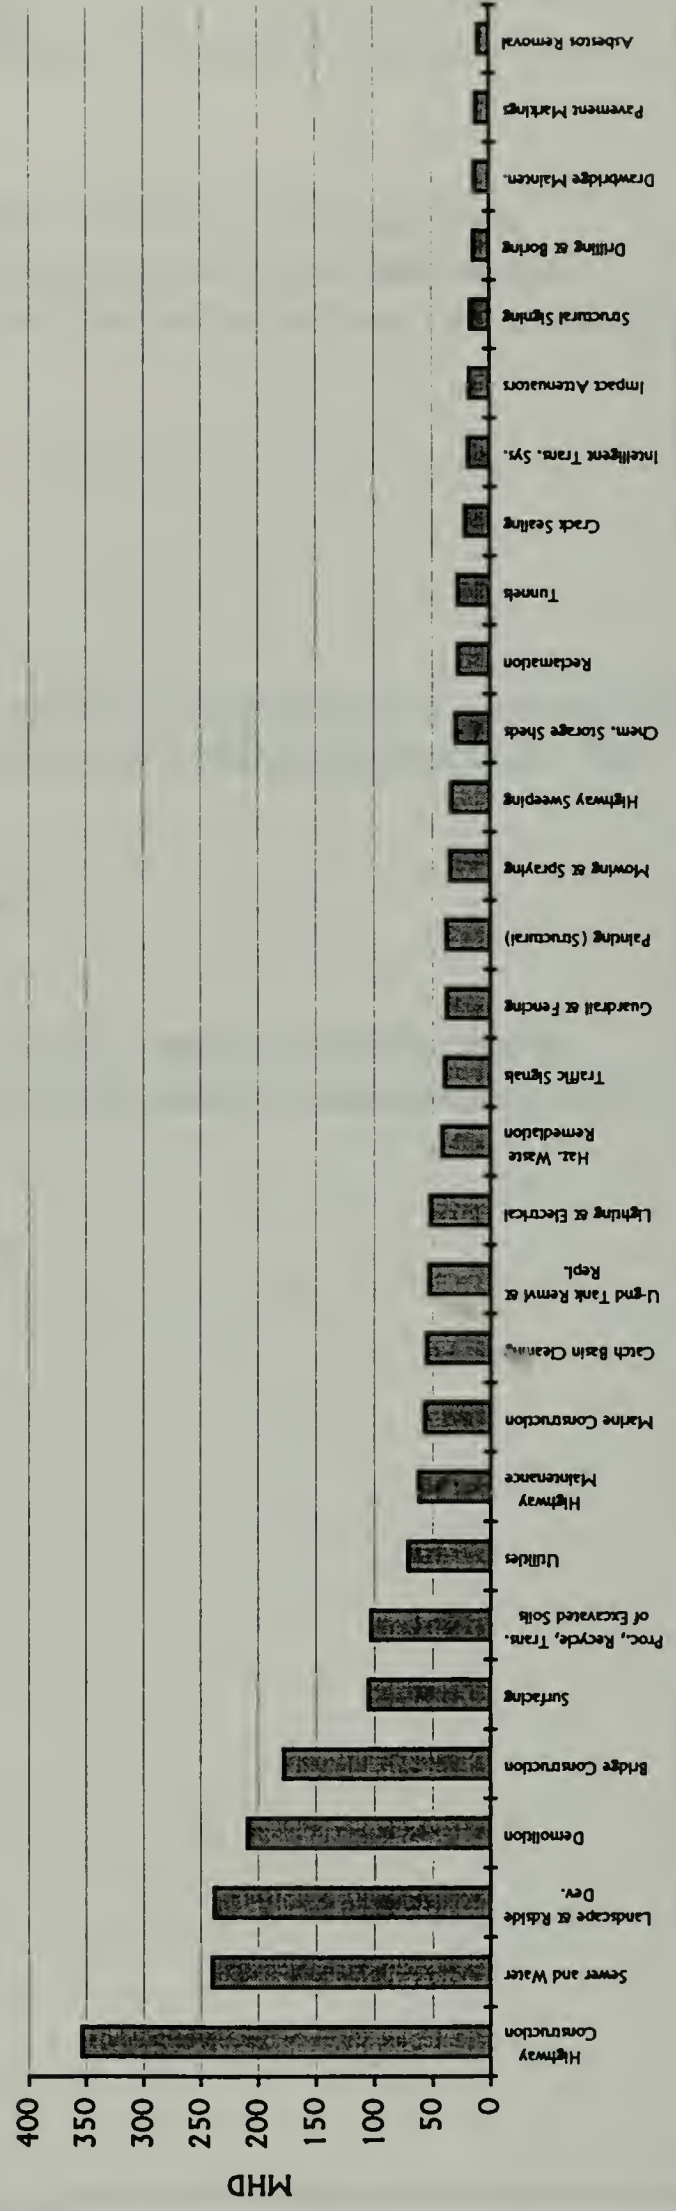 MHD
400
350
300
250
200
150
100
50
0
Highway
Construction
Sewer and Water
Landscape & Rdside
Dev.
Demolition
Bridge Construction
Surfacing
Proc., Recycle, Trans.
of Excavated Soils
Utilities
Highway
Maintenance
Marine Construction
Catch Basin Cleaning
U-gnd Tank Remvl &
Repl.
Lighting & Electrical
Haz. Waste
Remediation
Traffic Signals
Guardrail & Fencing
Painting (Structural)
Mowing & Spraying
Highway Sweeping
Chem. Storage Sheds
Reclamation
Tunnels
Crack Sealing
Intelligent Trans. Sys.
Impact Attenuators
Structural Signing
Drilling & Boring
Drawbridge Mainten.
Pavement Markings
Asbestos Removal